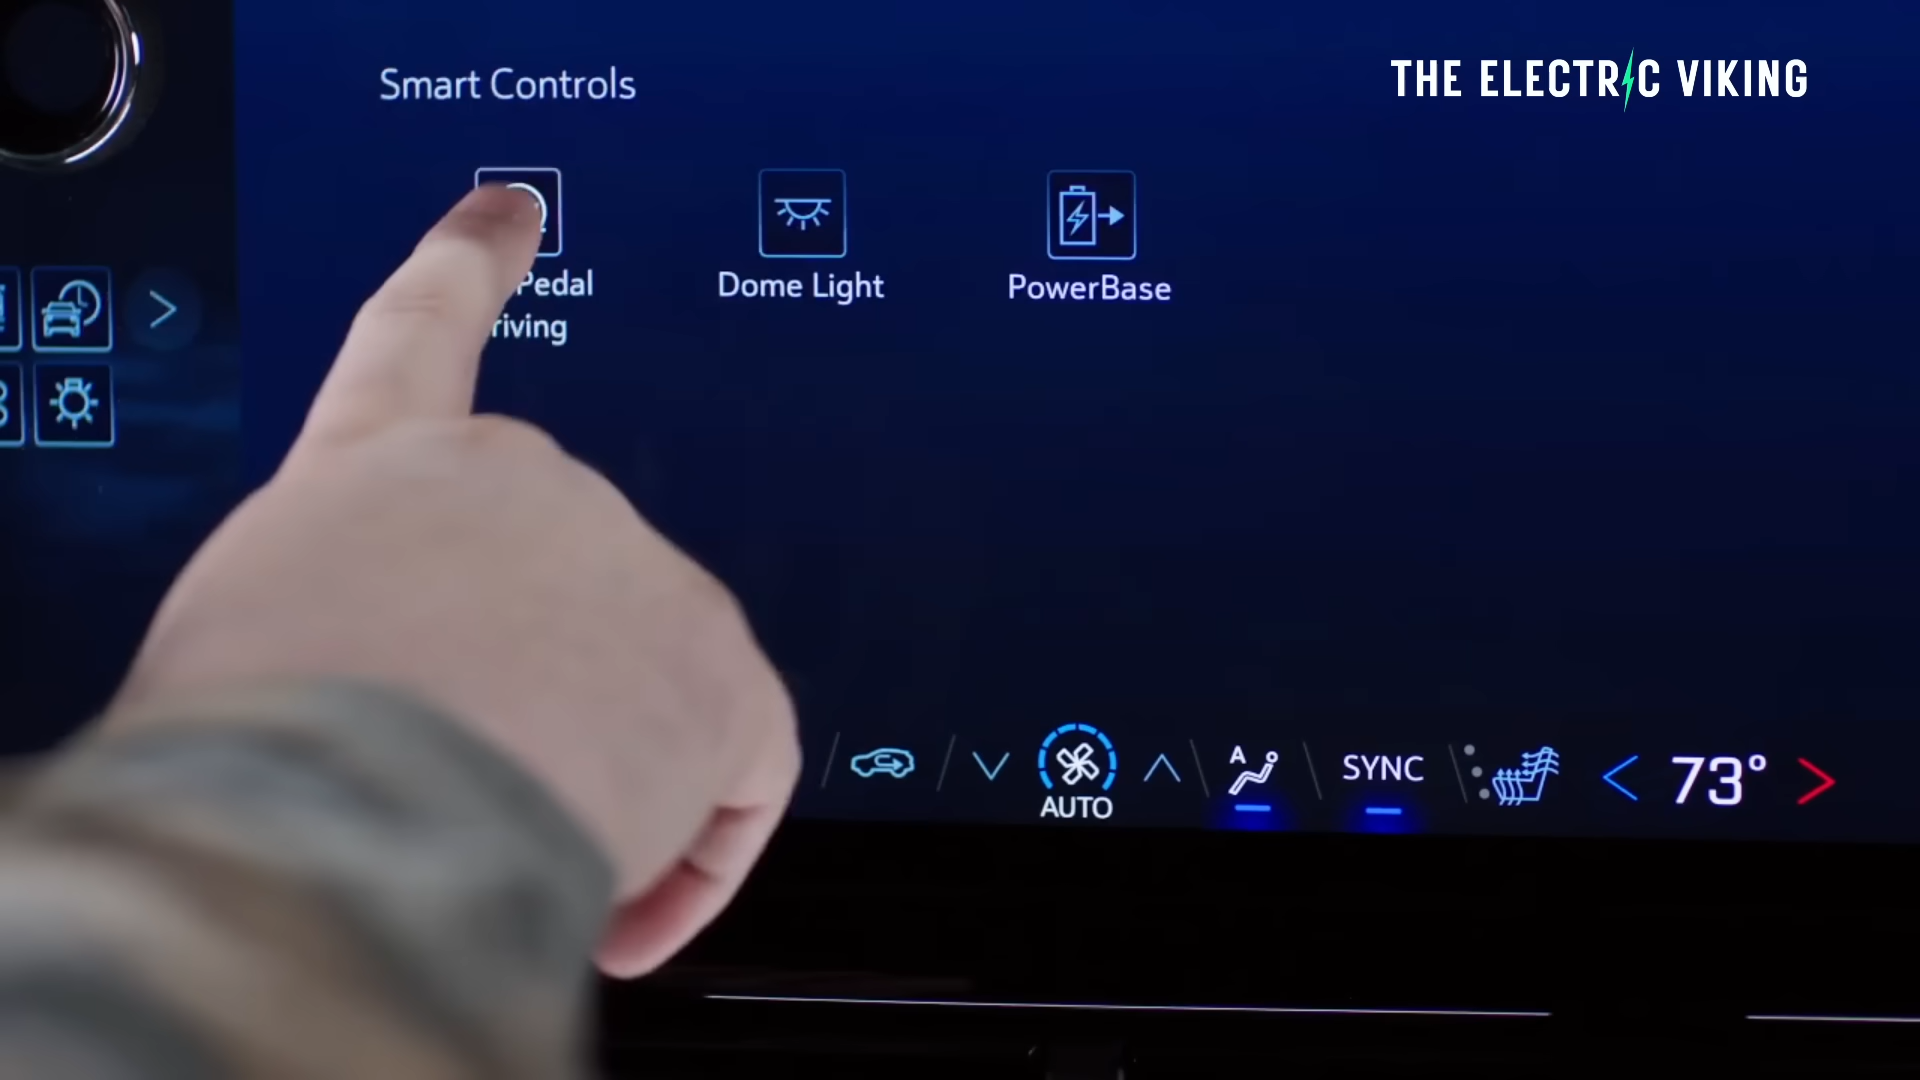 Smart Controls
THE ELECTRIC VIKING
Pedal
riving
Dome Light
PowerBase
A
AUTO
SYNC
73°